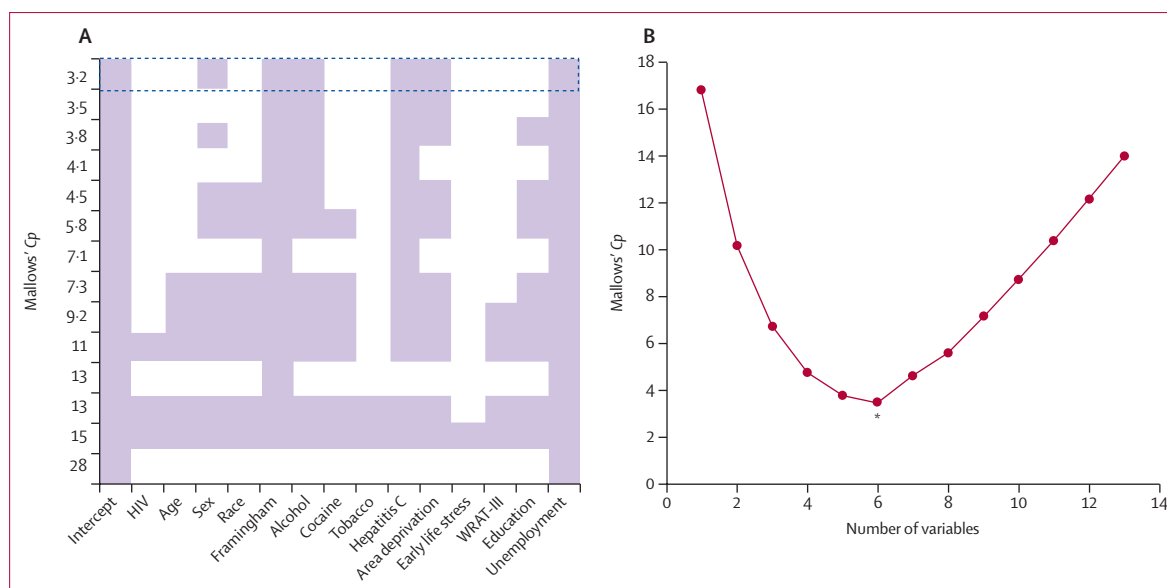 A
Mallows' Cp
3·2
3·5
3·8
4·1
4·5
5·8
7·1
7·3
9·2
11
13
13
15
28
Intercept
HIV
Age
Sex
Race
Framingham
Alcohol
Cocaine
Tobacco
Hepatitis C
Area deprivation
Early life stress
WRAT-III
Education
Unemployment
B
Mallows' Cp
18
16
14
12
10
8
6
4
2
0
*
0 2 4 6 8 10 12 14
Number of variables